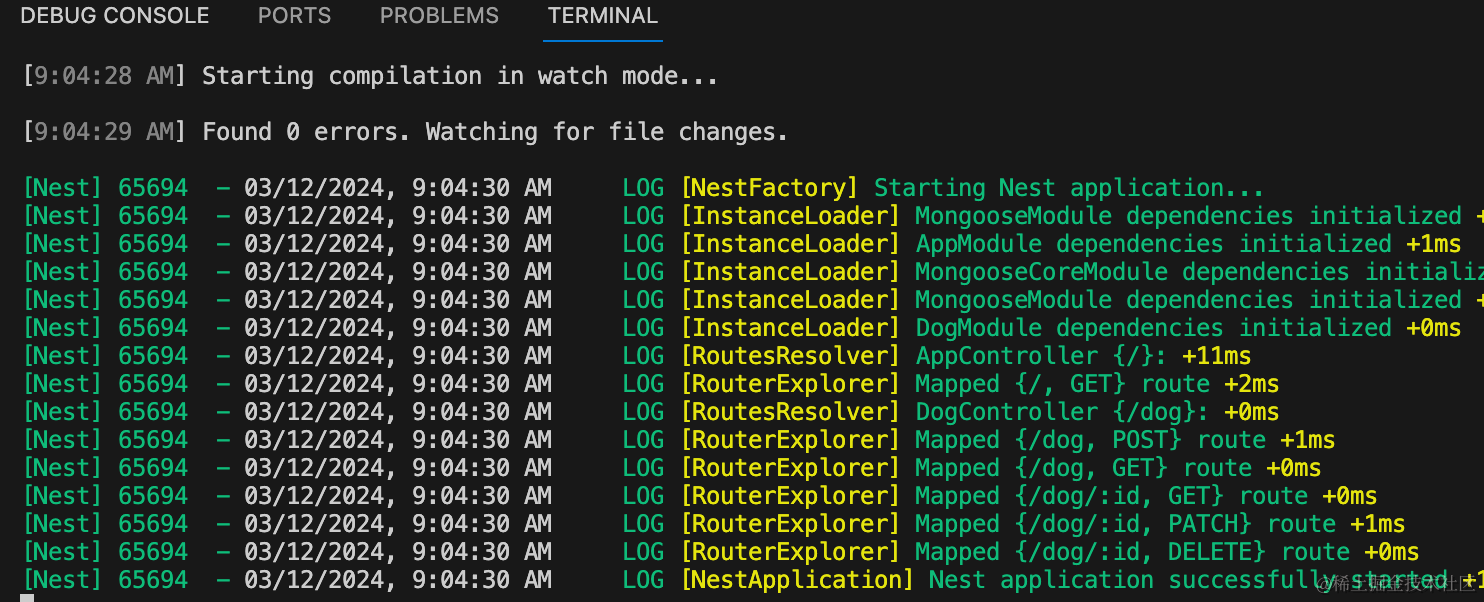 DEBUG CONSOLE PORTS PROBLEMS TERMINAL
[9:04:28 AM] Starting compilation in watch mode...
[9:04:29 AM] Found 0 errors. Watching for file changes.
[Nest] 65694  - 03/12/2024, 9:04:30 AM     LOG [NestFactory] Starting Nest application...
[Nest] 65694  - 03/12/2024, 9:04:30 AM     LOG [InstanceLoader] MongooseModule dependencies initialized +
[Nest] 65694  - 03/12/2024, 9:04:30 AM     LOG [InstanceLoader] AppModule dependencies initialized +1ms
[Nest] 65694  - 03/12/2024, 9:04:30 AM     LOG [InstanceLoader] MongooseCoreModule dependencies initializ
[Nest] 65694  - 03/12/2024, 9:04:30 AM     LOG [InstanceLoader] MongooseModule dependencies initialized +
[Nest] 65694  - 03/12/2024, 9:04:30 AM     LOG [InstanceLoader] DogModule dependencies initialized +0ms
[Nest] 65694  - 03/12/2024, 9:04:30 AM     LOG [RoutesResolver] AppController {/}: +11ms
[Nest] 65694  - 03/12/2024, 9:04:30 AM     LOG [RouterExplorer] Mapped {/, GET} route +2ms
[Nest] 65694  - 03/12/2024, 9:04:30 AM     LOG [RoutesResolver] DogController {/dog}: +0ms
[Nest] 65694  - 03/12/2024, 9:04:30 AM     LOG [RouterExplorer] Mapped {/dog, POST} route +1ms
[Nest] 65694  - 03/12/2024, 9:04:30 AM     LOG [RouterExplorer] Mapped {/dog, GET} route +0ms
[Nest] 65694  - 03/12/2024, 9:04:30 AM     LOG [RouterExplorer] Mapped {/dog/:id, GET} route +0ms
[Nest] 65694  - 03/12/2024, 9:04:30 AM     LOG [RouterExplorer] Mapped {/dog/:id, PATCH} route +1ms
[Nest] 65694  - 03/12/2024, 9:04:30 AM     LOG [RouterExplorer] Mapped {/dog/:id, DELETE} route +0ms
[Nest] 65694  - 03/12/2024, 9:04:30 AM     LOG [NestApplication] Nest application successfully started +1
@稀土掘金技术社区